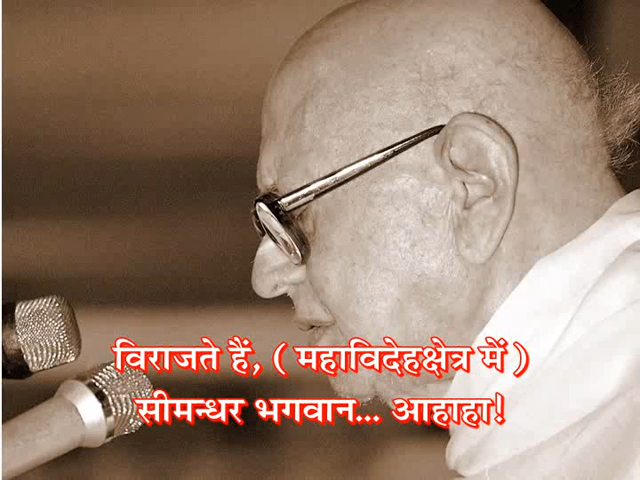 विराजते हैं, ( महाविदेहक्षेत्र में )
सीमन्धर भगवान... आहाहा!